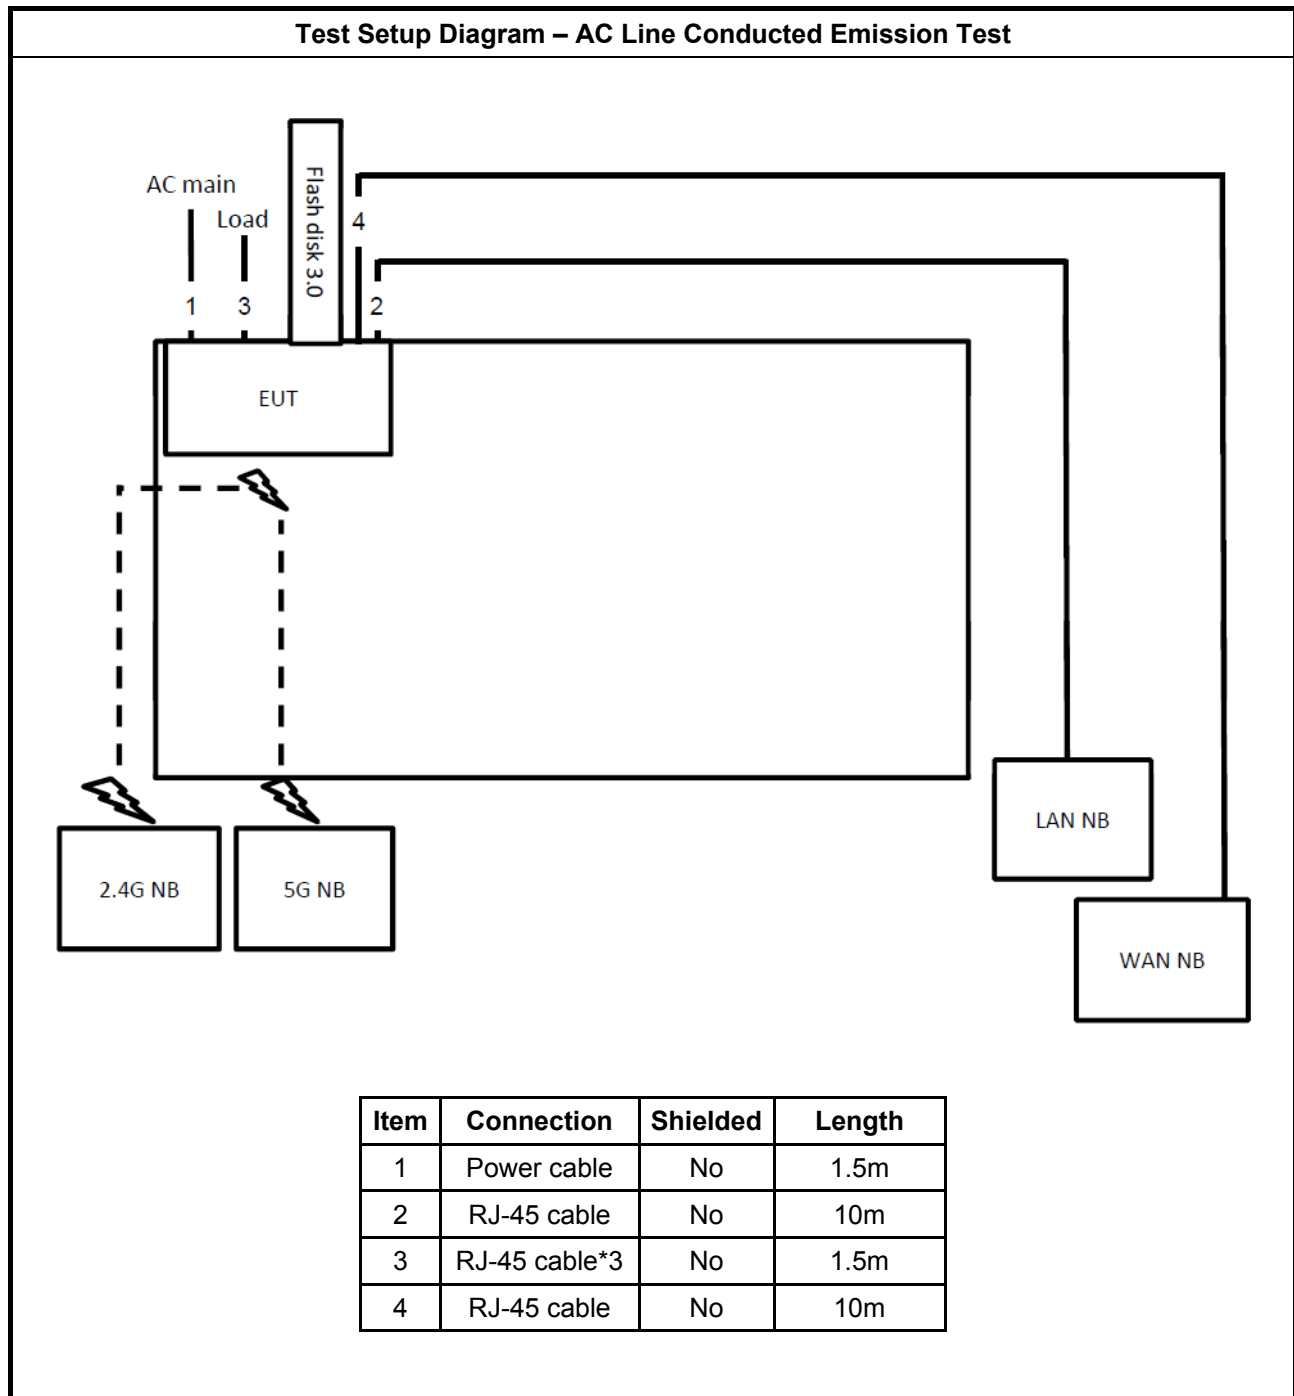 Test Setup Diagram – AC Line Conducted Emission Test
AC main
Load
Flash disk 3.0
4
1
3
2
EUT
LAN NB
2.4G NB
5G NB
WAN NB
Item Connection Shielded Length
1 Power cable No 1.5m
2 RJ-45 cable No 10m
3 RJ-45 cable*3 No 1.5m
4 RJ-45 cable No 10m